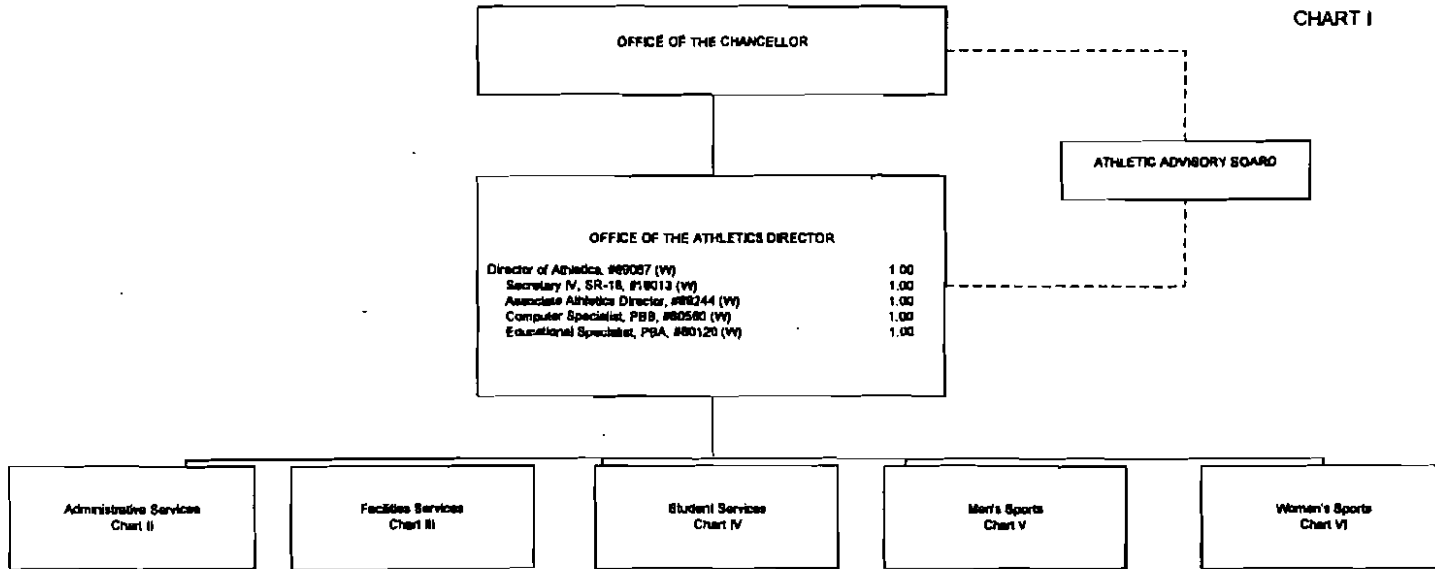 CHART I
OFFICE OF THE CHANCELLOR
ATHLETIC ADVISORY BOARD
OFFICE OF THE ATHLETICS DIRECTOR
Director of Athletics, #89067 (W) 1.00
Secretary IV, SR-18, #18013 (W) 1.00
Associate Athletics Director, #89244 (W) 1.00
Computer Specialist, PBB, #80560 (W) 1.00
Educational Specialist, PBA, #80120 (W) 1.00
Administrative Services
Chart II
Facilities Services
Chart III
Student Services
Chart IV
Men's Sports
Chart V
Women's Sports
Chart VI